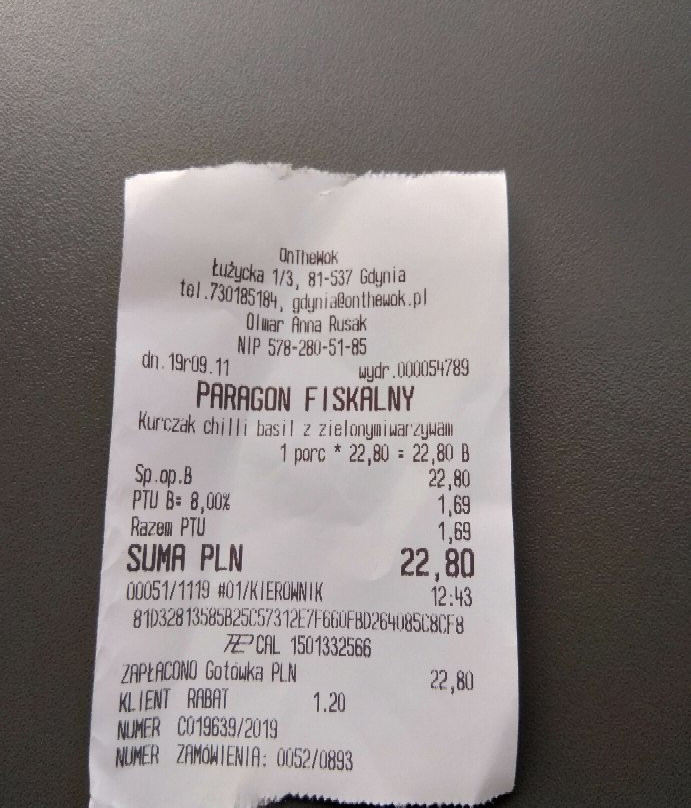 OnTheWok
Łużycka 1/3, 81-537 Gdynia
tel.730185184, gdynia@onthewok.pl
Olmar Anna Rusak
NIP 578-280-51-85
dn.19r09.11 wydr.000054789
PARAGON FISKALNY
Kurczak chilli basil z zielonymiwarzywam
1 porc * 22,80 = 22,80 B
Sp.op.B 22,80
PTU B= 8,00% 1,69
Razem PTU 1,69
SUMA PLN 22,80
00051/1119 #01/KIEROWNIK 12:43
81D32813585B25C57312E7F660FBD264085C8CF8
CAL 1501332566
ZAPŁACONO Gotówka PLN 22,80
KLIENT RABAT 1.20
NUMER C019639/2019
NUMER ZAMÓWIENIA: 0052/0893